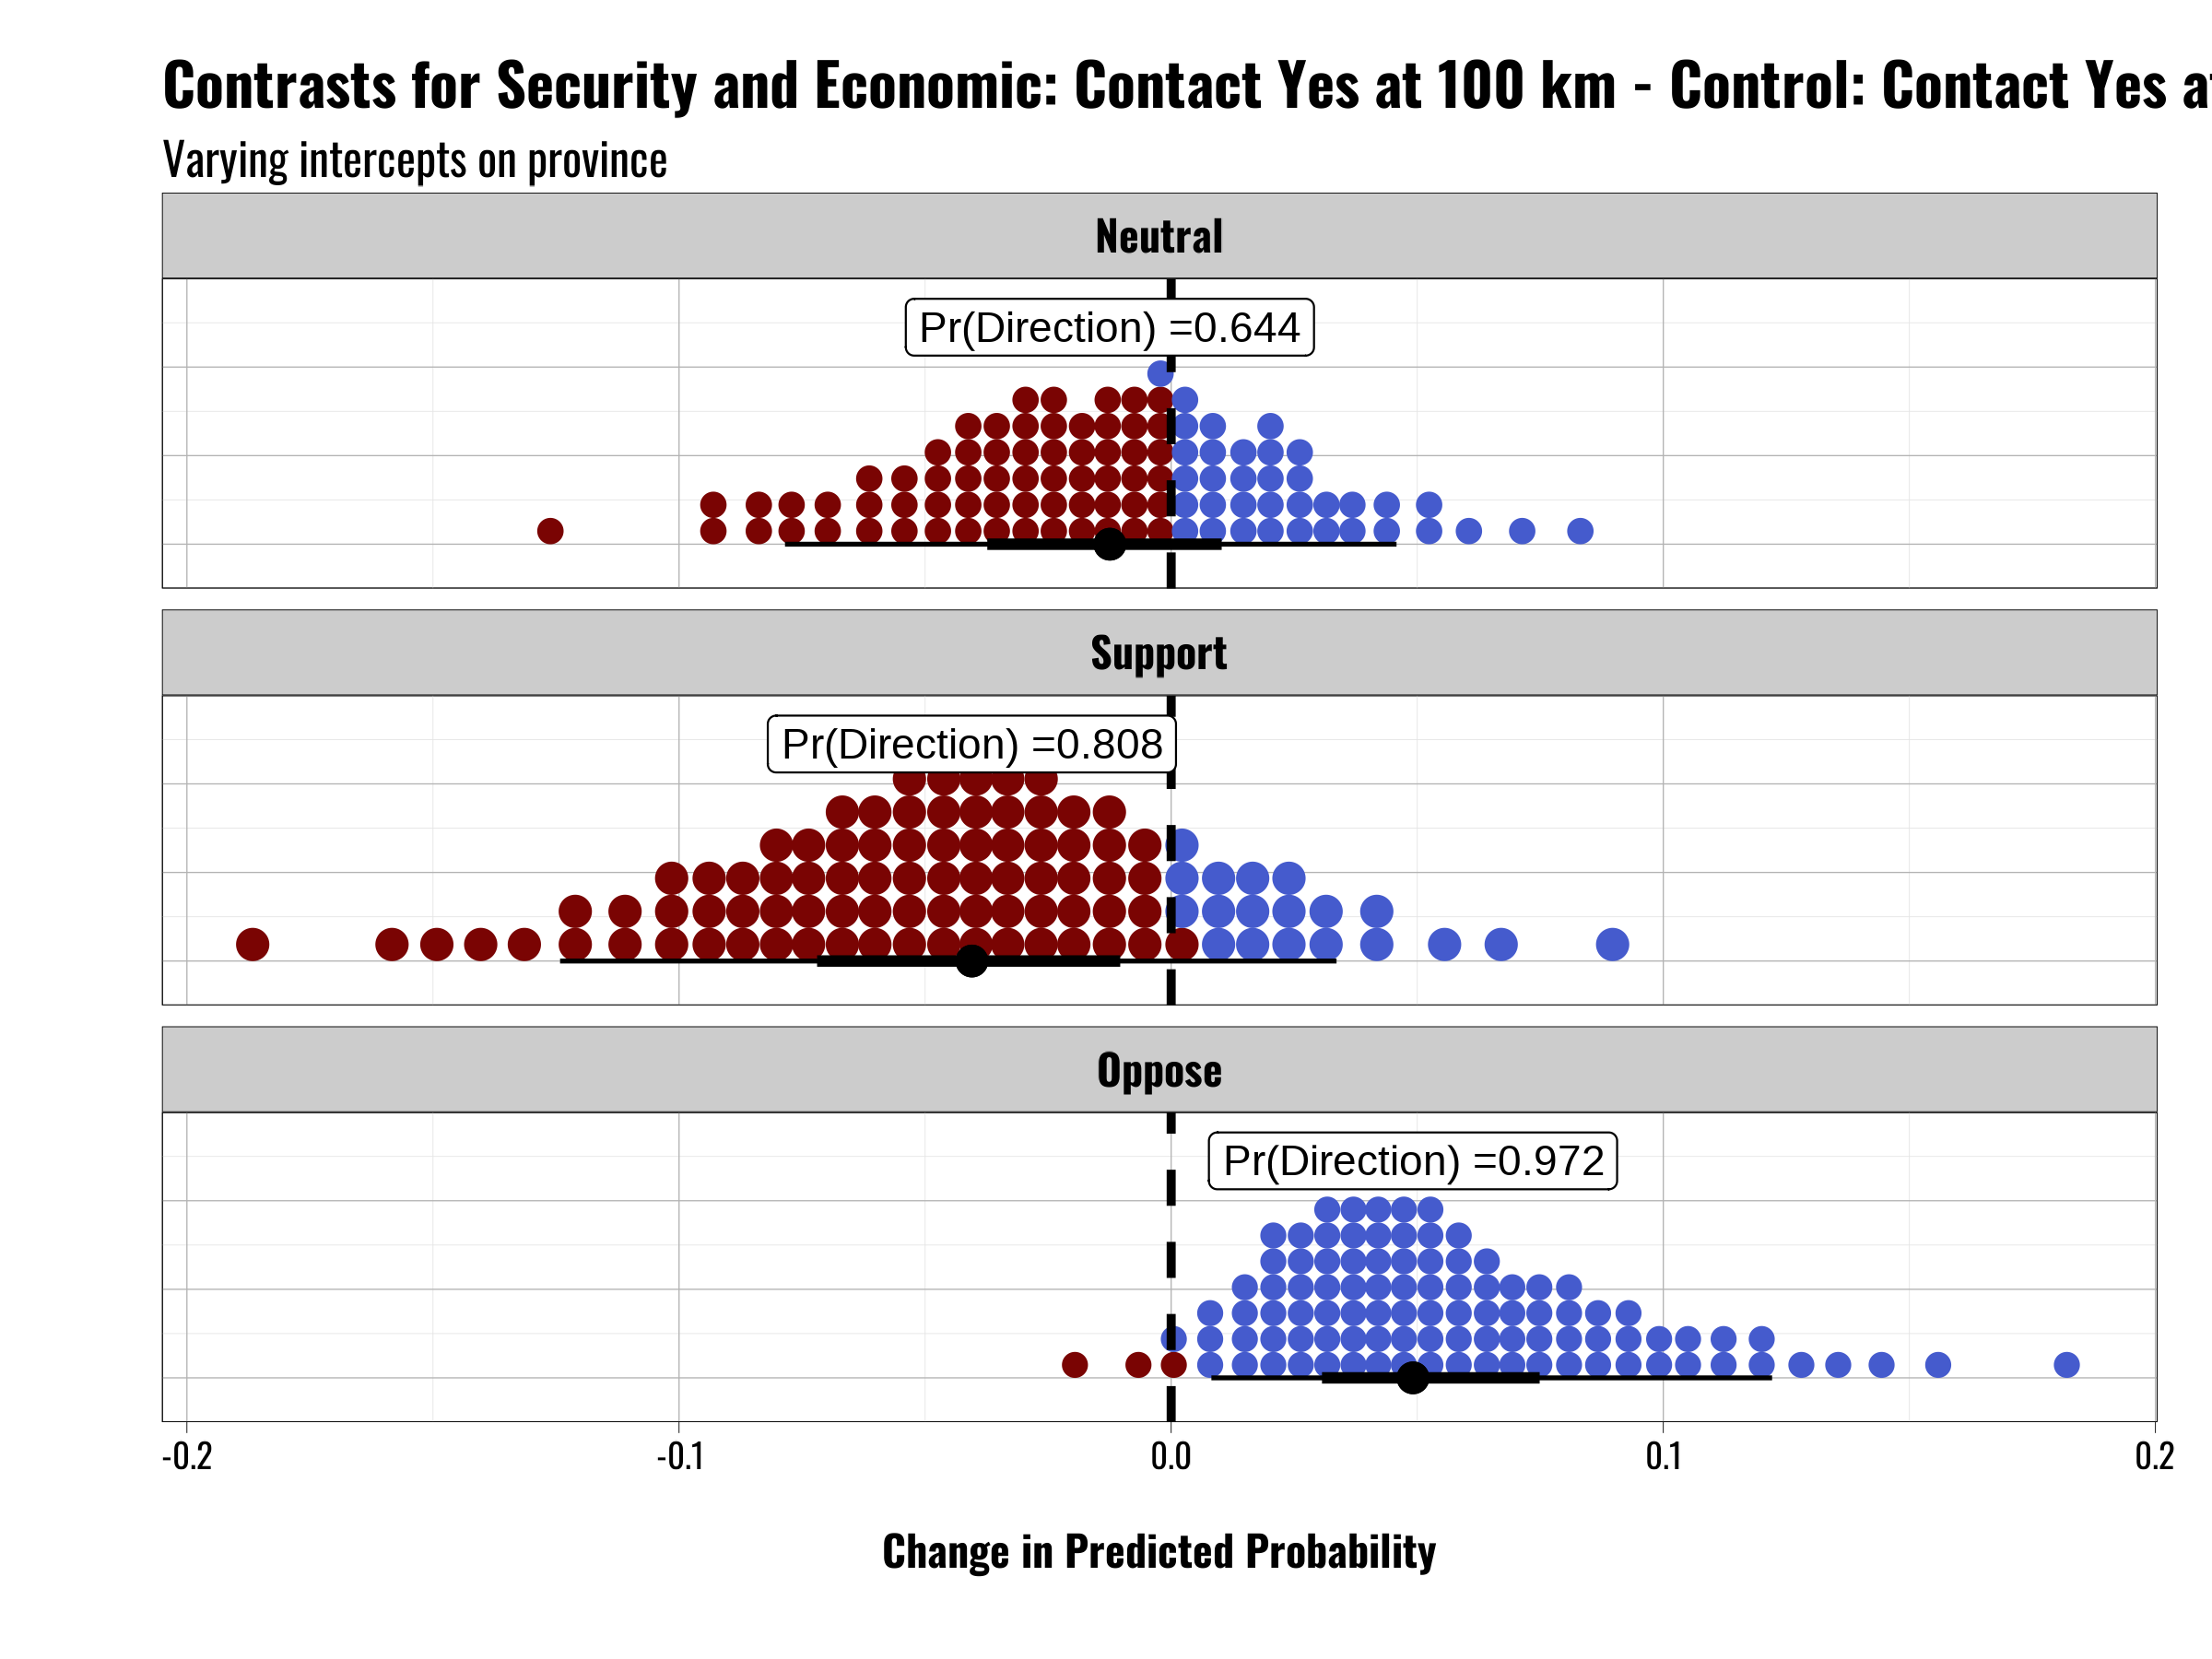 Contrasts for Security and Economic: Contact Yes at 100 km - Control: Contact Yes
Varying intercepts on province
Neutral
Pr(Direction) =0.644
Support
Pr(Direction) =0.808
Oppose
Pr(Direction) =0.972
-0.2 -0.1 0.0 0.1 0.2
Change in Predicted Probability